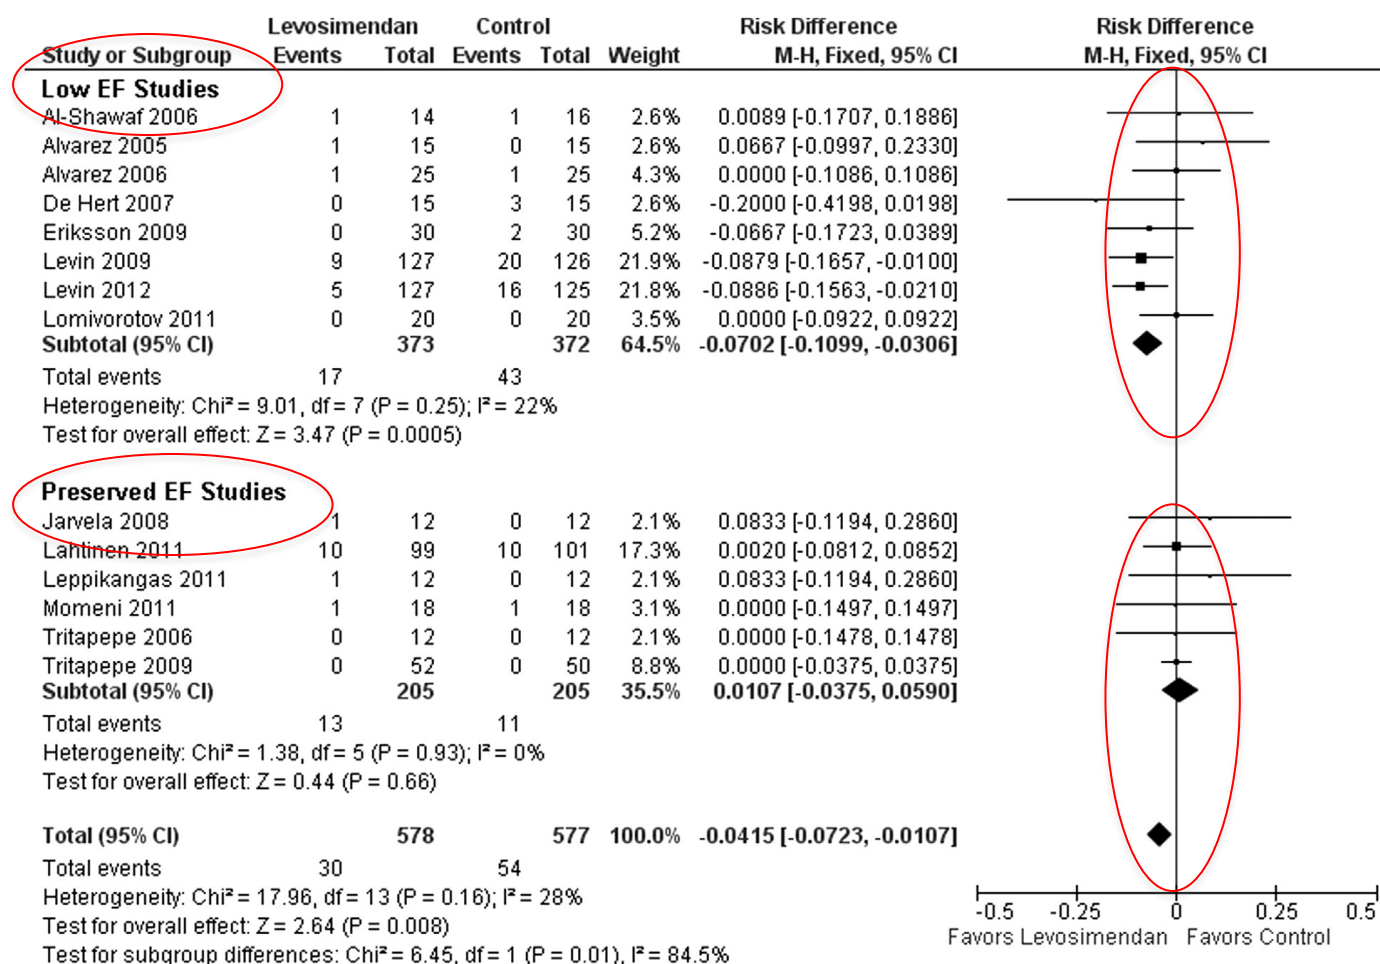 Levosimendan Control Risk Difference Risk Difference
Study or Subgroup Events Total Events Total Weight M-H, Fixed, 95% CI M-H, Fixed, 95% CI
Low EF Studies
Al-Shawaf 2006 1 14 1 16 2.6% 0.0089 [-0.1707, 0.1886]
Alvarez 2005 1 15 0 15 2.6% 0.0667 [-0.0997, 0.2330]
Alvarez 2006 1 25 1 25 4.3% 0.0000 [-0.1086, 0.1086]
De Hert 2007 0 15 3 15 2.6% -0.2000 [-0.4198, 0.0198]
Eriksson 2009 0 30 2 30 5.2% -0.0667 [-0.1723, 0.0389]
Levin 2009 9 127 20 126 21.9% -0.0879 [-0.1657, -0.0100]
Levin 2012 5 127 16 125 21.8% -0.0886 [-0.1563, -0.0210]
Lomivorotov 2011 0 20 0 20 3.5% 0.0000 [-0.0922, 0.0922]
Subtotal (95% CI) 373 372 64.5% -0.0702 [-0.1099, -0.0306]
Total events 17 43
Heterogeneity: Chi² = 9.01, df = 7 (P = 0.25); I² = 22%
Test for overall effect: Z = 3.47 (P = 0.0005)
Preserved EF Studies
Jarvela 2008 1 12 0 12 2.1% 0.0833 [-0.1194, 0.2860]
Lahtinen 2011 10 99 10 101 17.3% 0.0020 [-0.0812, 0.0852]
Leppikangas 2011 1 12 0 12 2.1% 0.0833 [-0.1194, 0.2860]
Momeni 2011 1 18 1 18 3.1% 0.0000 [-0.1497, 0.1497]
Tritapepe 2006 0 12 0 12 2.1% 0.0000 [-0.1478, 0.1478]
Tritapepe 2009 0 52 0 50 8.8% 0.0000 [-0.0375, 0.0375]
Subtotal (95% CI) 205 205 35.5% 0.0107 [-0.0375, 0.0590]
Total events 13 11
Heterogeneity: Chi² = 1.38, df = 5 (P = 0.93); I² = 0%
Test for overall effect: Z = 0.44 (P = 0.66)
Total (95% CI) 578 577 100.0% -0.0415 [-0.0723, -0.0107]
Total events 30 54
Heterogeneity: Chi² = 17.96, df = 13 (P = 0.16); I² = 28%
Test for overall effect: Z = 2.64 (P = 0.008)
Test for subgroup differences: Chi² = 6.45, df = 1 (P = 0.01), I² = 84.5%
-0.5 -0.25 0 0.25 0.5
Favors Levosimendan Favors Control